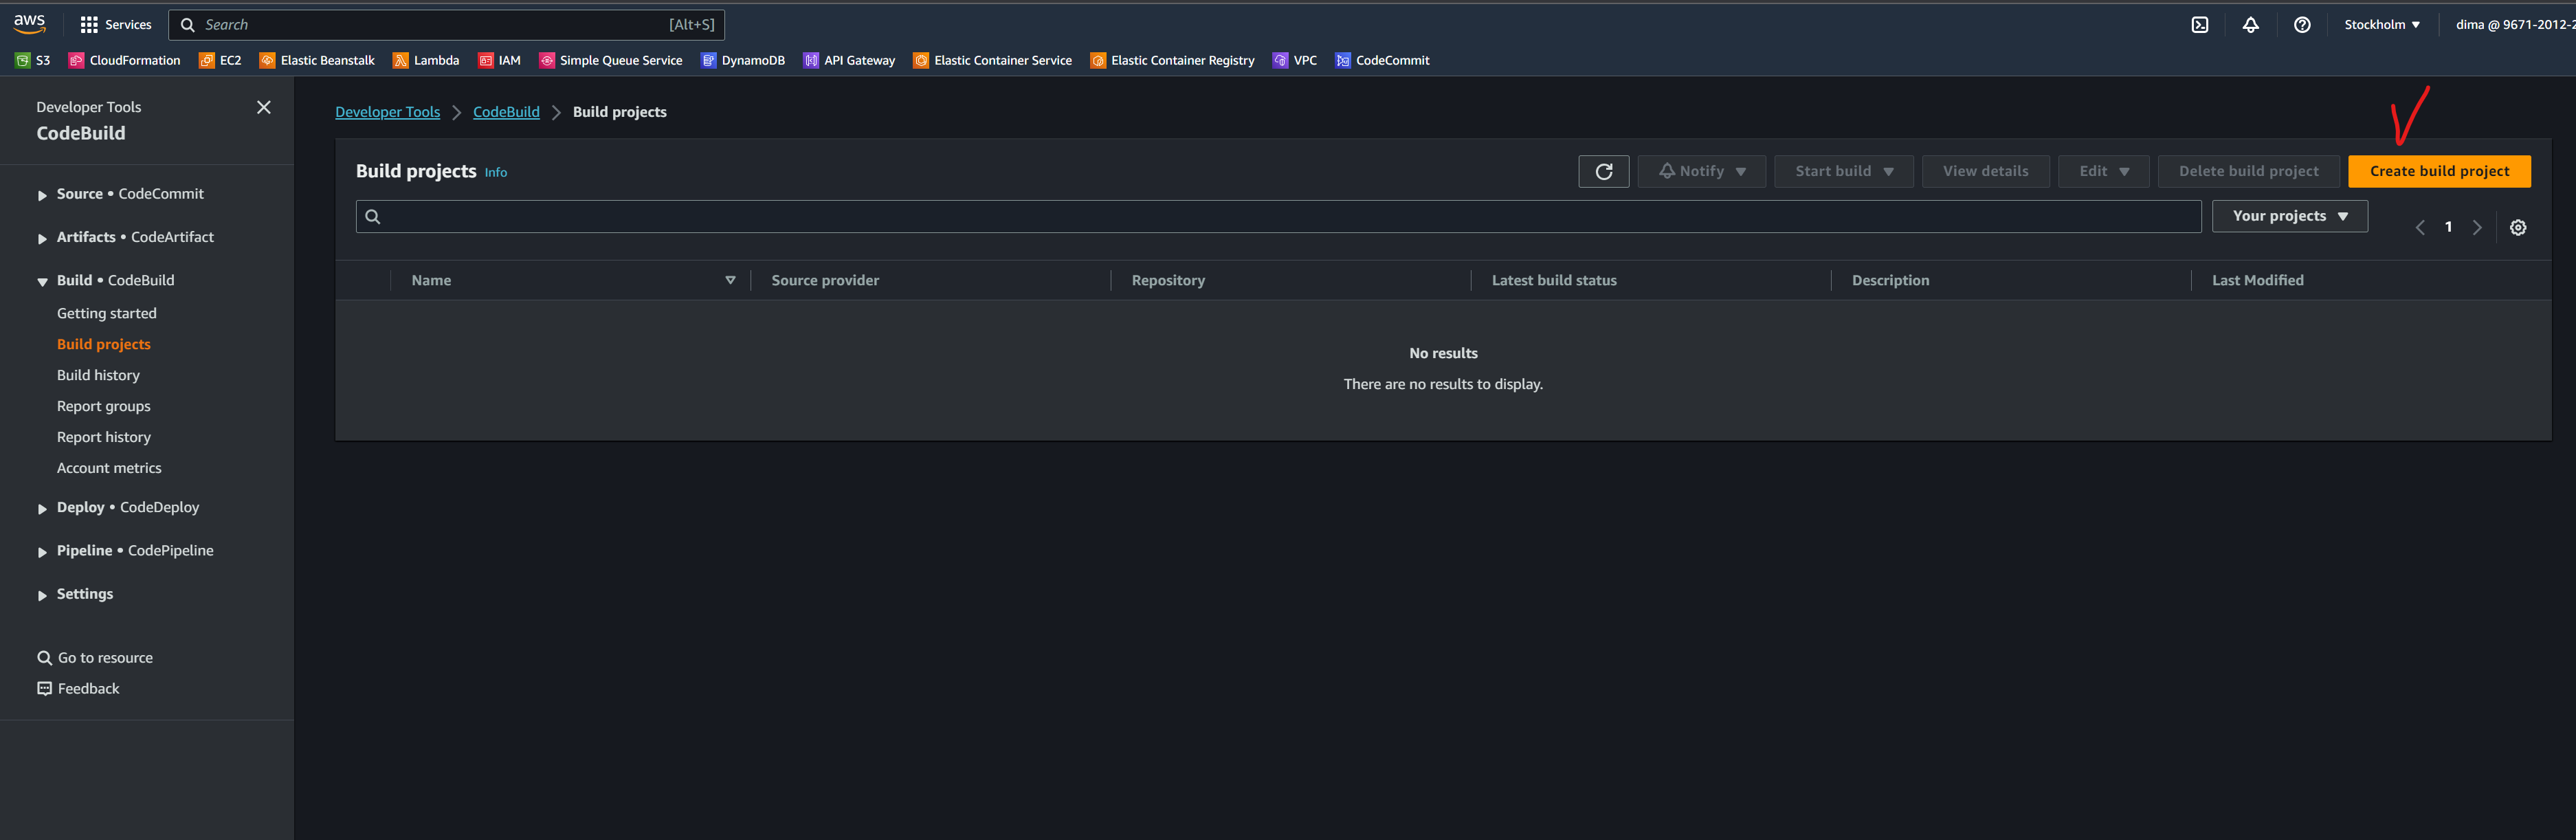 aws Services Search [Alt+S] Stockholm ▼ dima @ 9671-2012-2
S3 CloudFormation EC2 Elastic Beanstalk Lambda IAM Simple Queue Service DynamoDB API Gateway Elastic Container Service Elastic Container Registry VPC CodeCommit
Developer Tools
CodeBuild
Source • CodeCommit
Artifacts • CodeArtifact
Build • CodeBuild
Getting started
Build projects
Build history
Report groups
Report history
Account metrics
Deploy • CodeDeploy
Pipeline • CodePipeline
Settings
Go to resource
Feedback
Developer Tools > CodeBuild > Build projects
Build projects Info Notify Start build View details Edit Delete build project Create build project
Your projects 1
Name Source provider Repository Latest build status Description Last Modified
No results
There are no results to display.